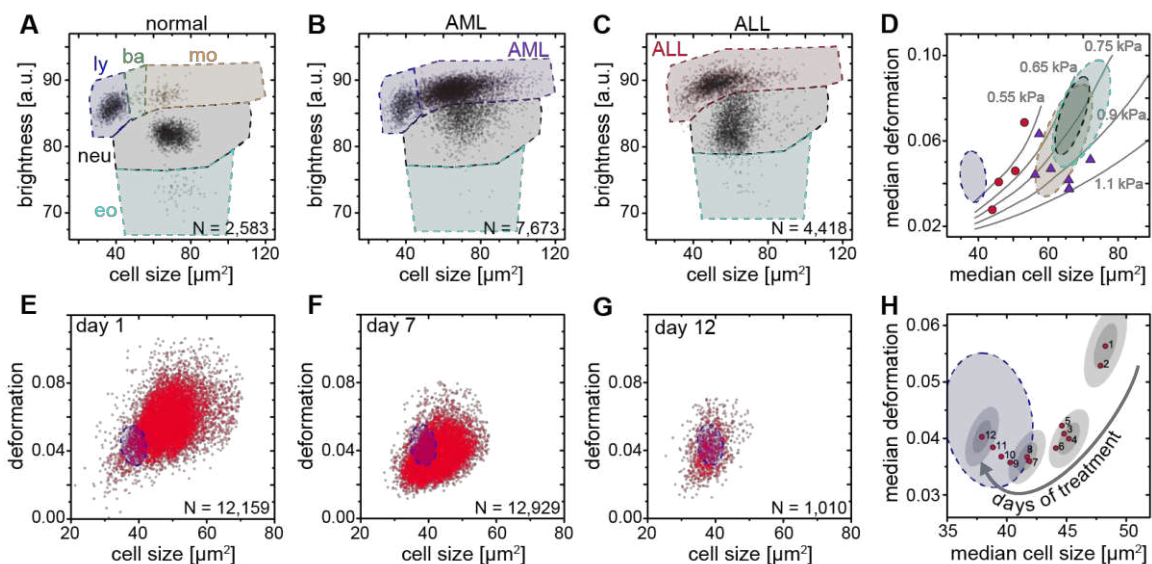 A
normal
brightness [a.u.]
90
80
70
ly
ba
mo
neu
eo
N = 2,583
40
80
120
cell size [µm²]
B
AML
brightness [a.u.]
90
80
70
AML
N = 7,673
40
80
120
cell size [µm²]
C
ALL
brightness [a.u.]
90
80
70
ALL
N = 4,418
40
80
120
cell size [µm²]
D
median deformation
0.10
0.06
0.02
0.55 kPa
0.65 kPa
0.75 kPa
0.9 kPa
1.1 kPa
40
60
80
median cell size [µm²]
E
day 1
deformation
0.08
0.04
0.00
N = 12,159
20
40
60
80
cell size [µm²]
F
day 7
deformation
0.08
0.04
0.00
N = 12,929
20
40
60
80
cell size [µm²]
G
day 12
deformation
0.08
0.04
0.00
N = 1,010
20
40
60
80
cell size [µm²]
H
median deformation
0.06
0.05
0.04
0.03
1
2
5
3
4
6
8
7
9
10
11
12
days of treatment
35
40
45
50
median cell size [µm²]